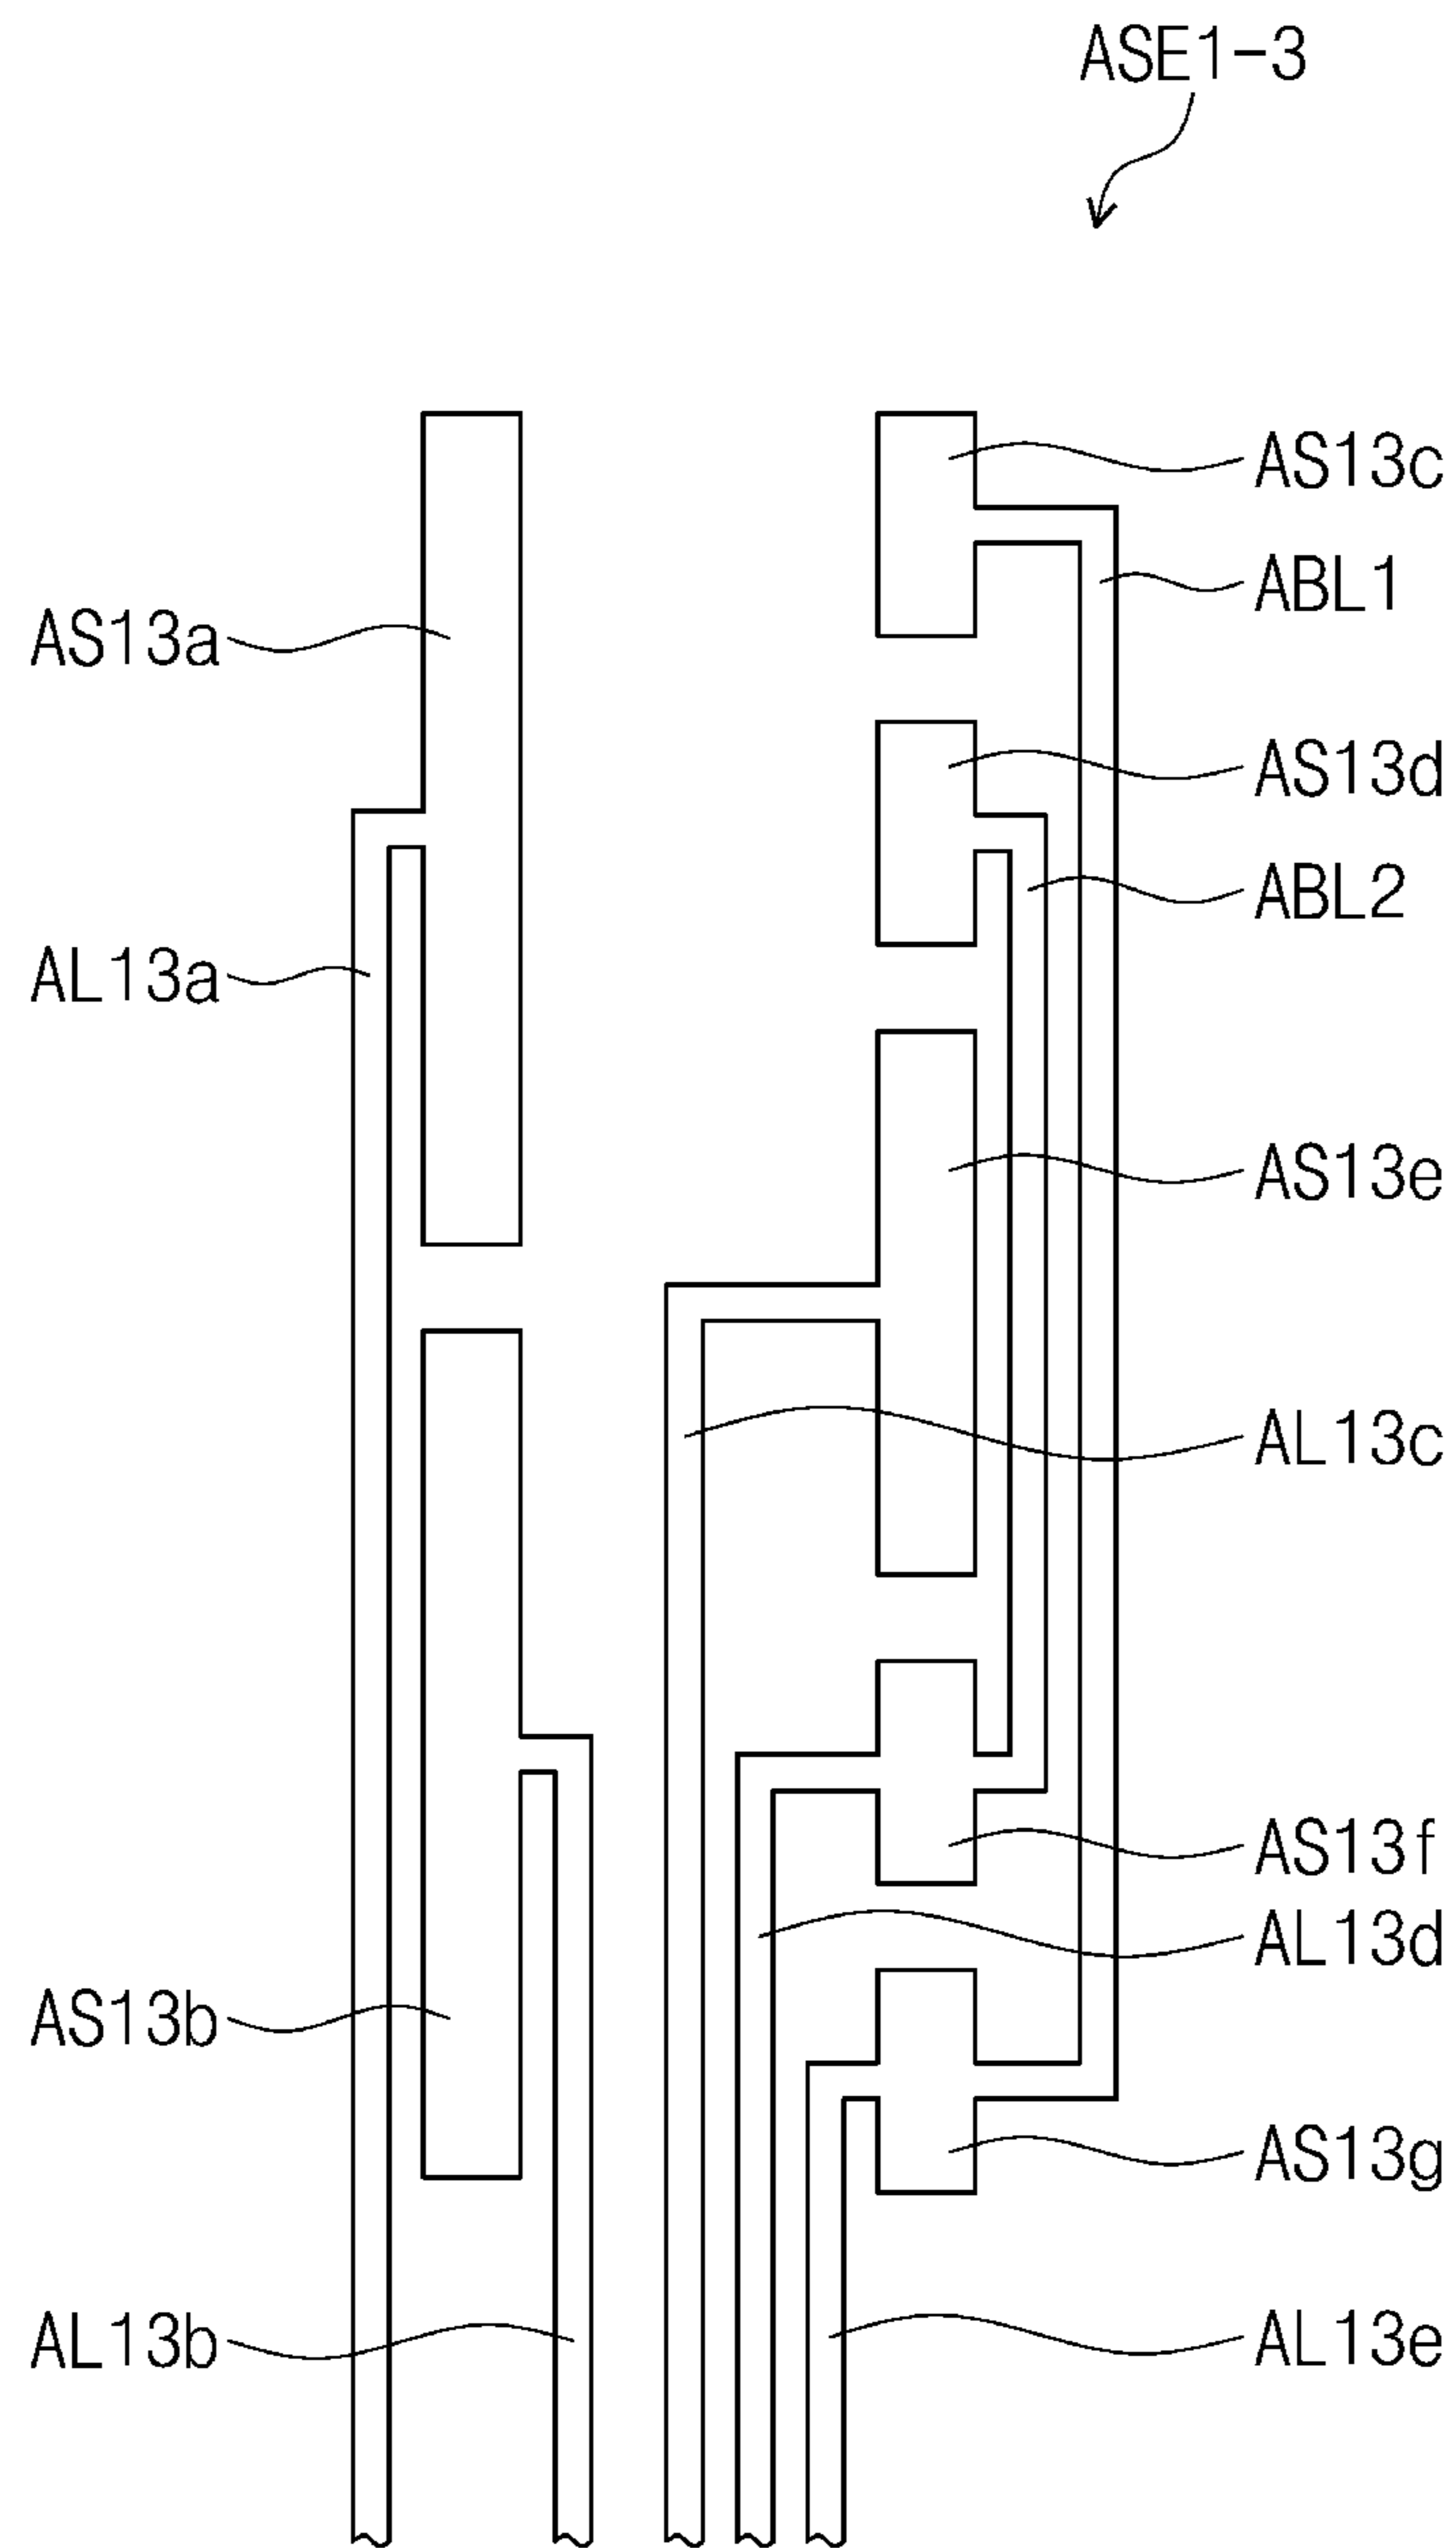 ASE1-3
AS13c
ABL1
AS13a
AS13d
ABL2
AL13a
AS13e
AL13c
AS13f
AL13d
AS13b
AS13g
AL13b
AL13e